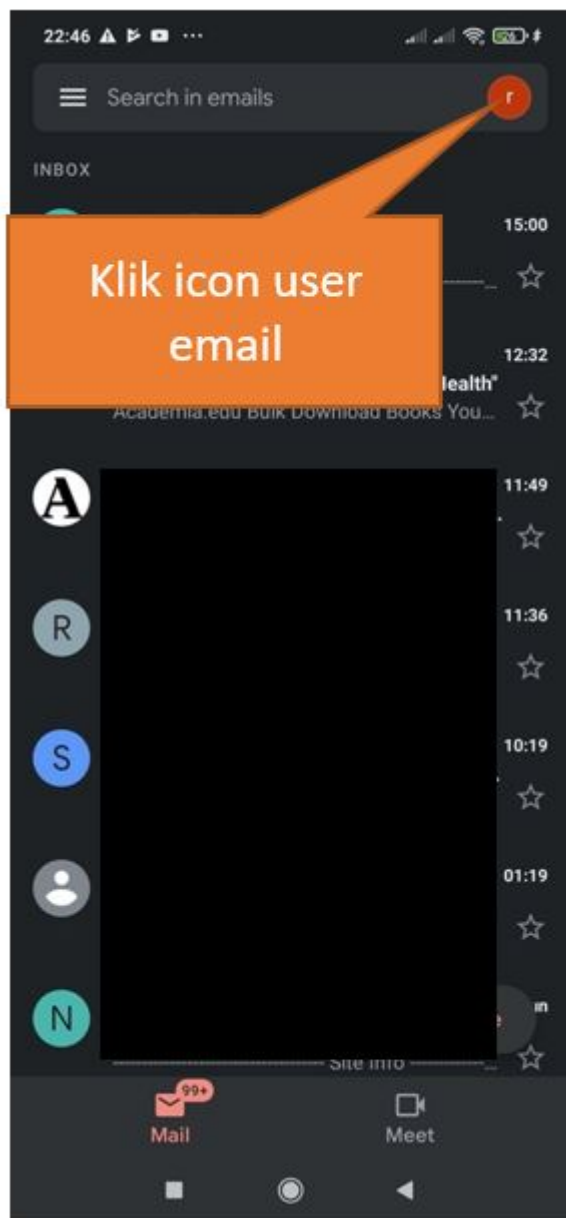 22:46
Search in emails
r
INBOX
15:00
Klik icon user
email
12:32
Health"
Academia.edu Bulk Download Books You...
A
11:49
R
11:36
S
10:19
01:19
N
Site Info
99+
Mail
Meet